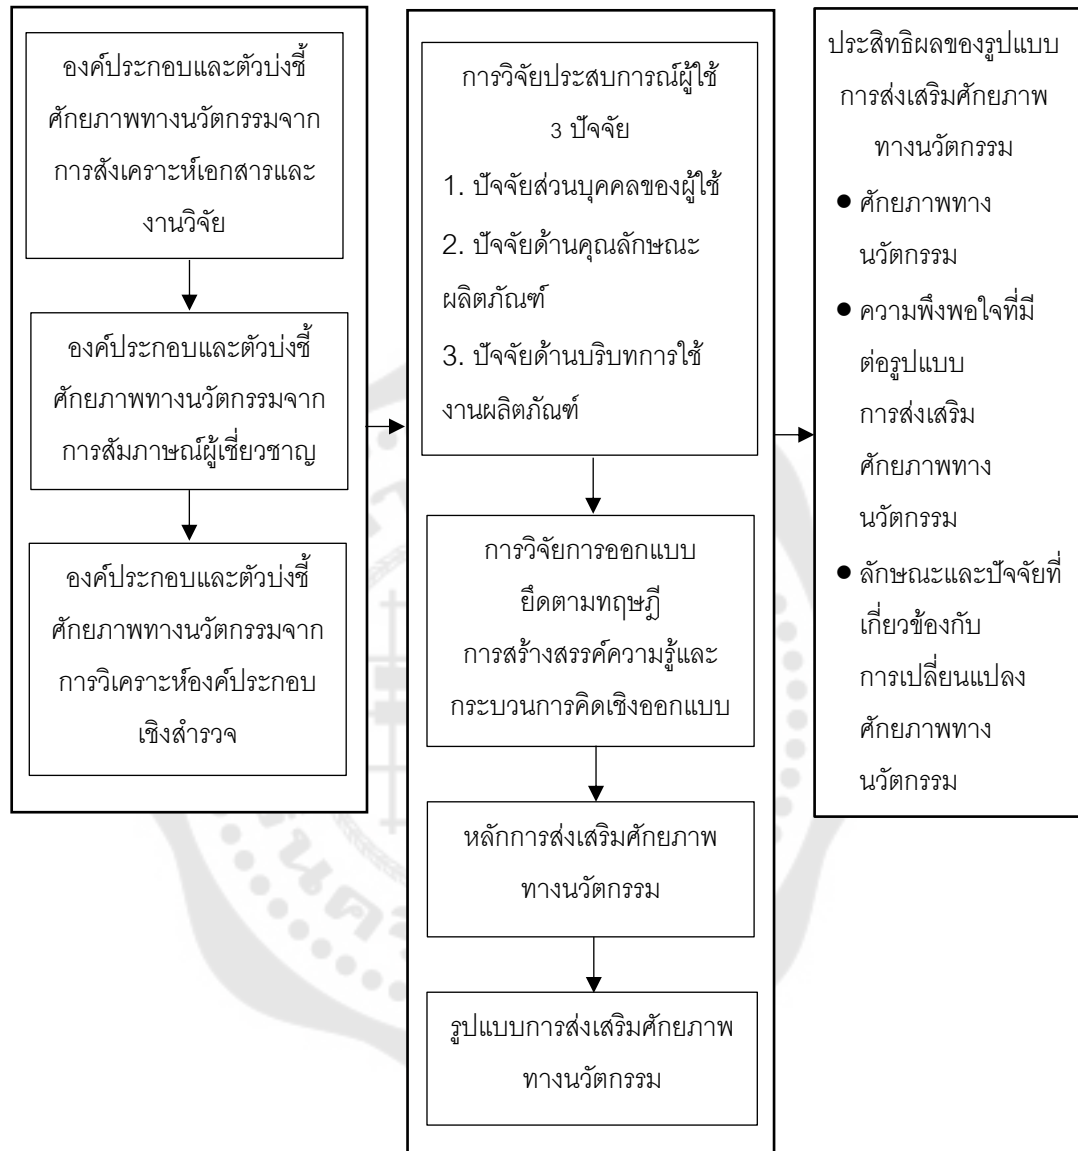 องค์ประกอบและตัวบ่งชี้
ศักยภาพทางนวัตกรรมจาก
การสังเคราะห์เอกสารและ
งานวิจัย
องค์ประกอบและตัวบ่งชี้
ศักยภาพทางนวัตกรรมจาก
การสัมภาษณ์ผู้เชี่ยวชาญ
องค์ประกอบและตัวบ่งชี้
ศักยภาพทางนวัตกรรมจาก
การวิเคราะห์องค์ประกอบ
เชิงสำรวจ
การวิจัยประสบการณ์ผู้ใช้
3 ปัจจัย
1. ปัจจัยส่วนบุคคลของผู้ใช้
2. ปัจจัยด้านคุณลักษณะ
ผลิตภัณฑ์
3. ปัจจัยด้านบริบทการใช้
งานผลิตภัณฑ์
การวิจัยการออกแบบ
ยึดตามทฤษฎี
การสร้างสรรค์ความรู้และ
กระบวนการคิดเชิงออกแบบ
หลักการส่งเสริมศักยภาพ
ทางนวัตกรรม
รูปแบบการส่งเสริมศักยภาพ
ทางนวัตกรรม
ประสิทธิผลของรูปแบบ
การส่งเสริมศักยภาพ
ทางนวัตกรรม
● ศักยภาพทาง
นวัตกรรม
● ความพึงพอใจที่มี
ต่อรูปแบบ
การส่งเสริม
ศักยภาพทาง
นวัตกรรม
● ลักษณะและปัจจัยที่
เกี่ยวข้องกับ
การเปลี่ยนแปลง
ศักยภาพทาง
นวัตกรรม